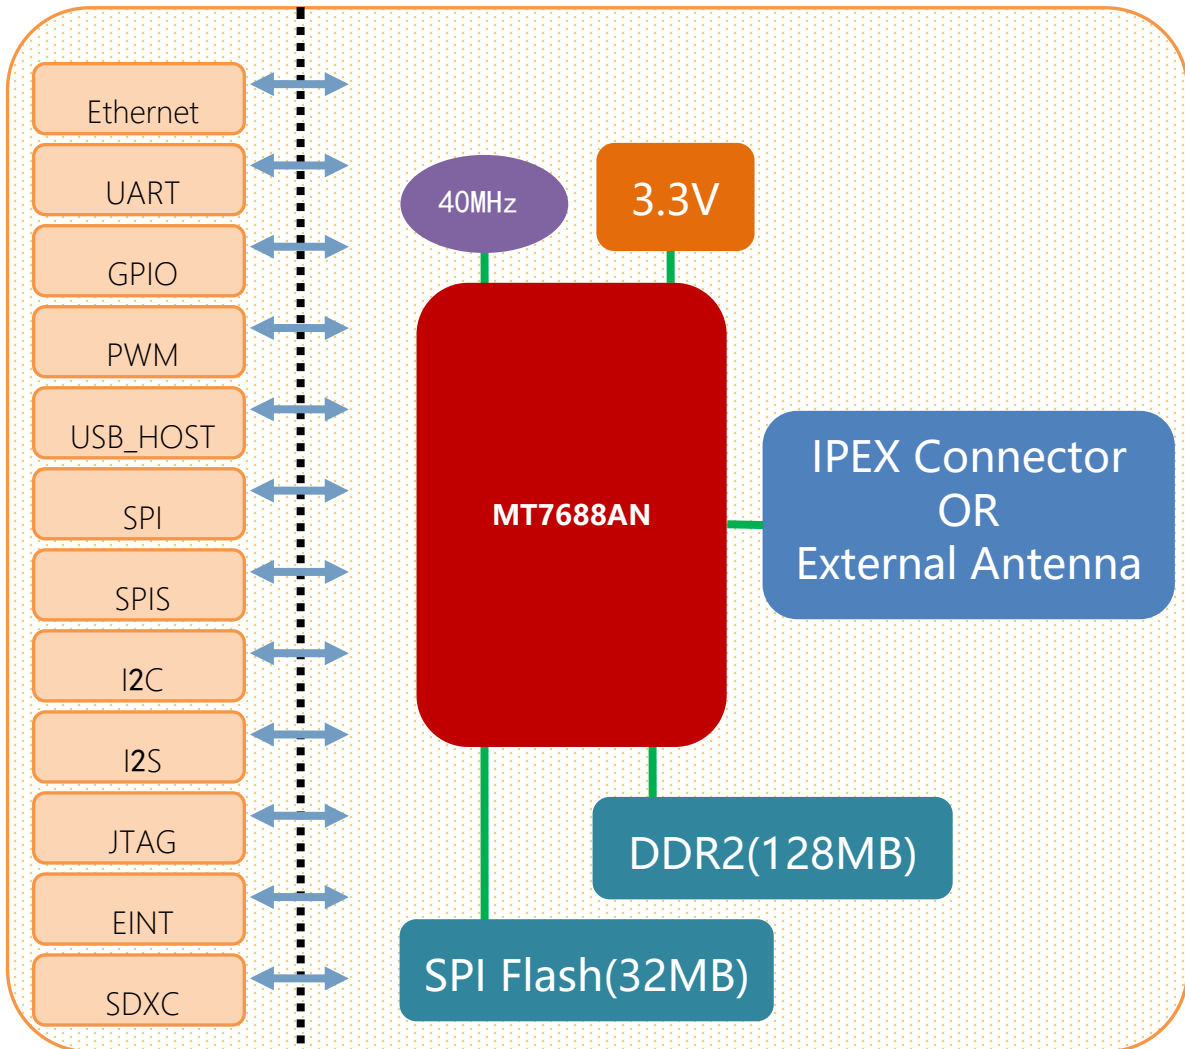 Ethernet
UART
GPIO
PWM
USB_HOST
SPI
SPIS
I2C
I2S
JTAG
EINT
SDXC
40MHz
3.3V
MT7688AN
IPEX Connector
OR
External Antenna
DDR2(128MB)
SPI Flash(32MB)